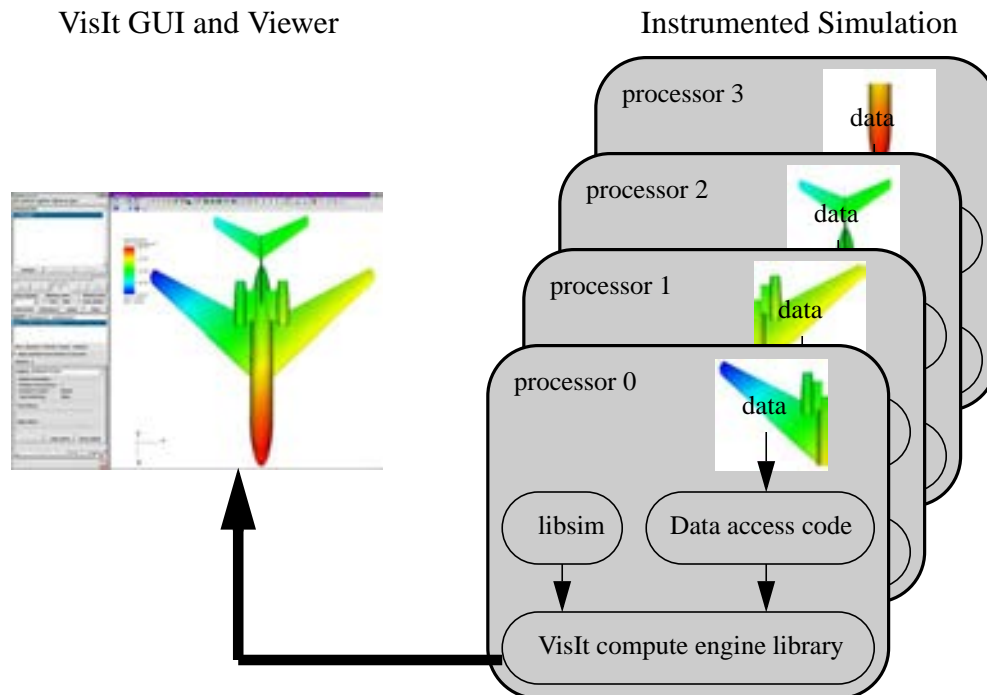 VisIt GUI and Viewer
Instrumented Simulation
processor 3
data
processor 2
data
processor 1
data
processor 0
data
libsim
Data access code
VisIt compute engine library